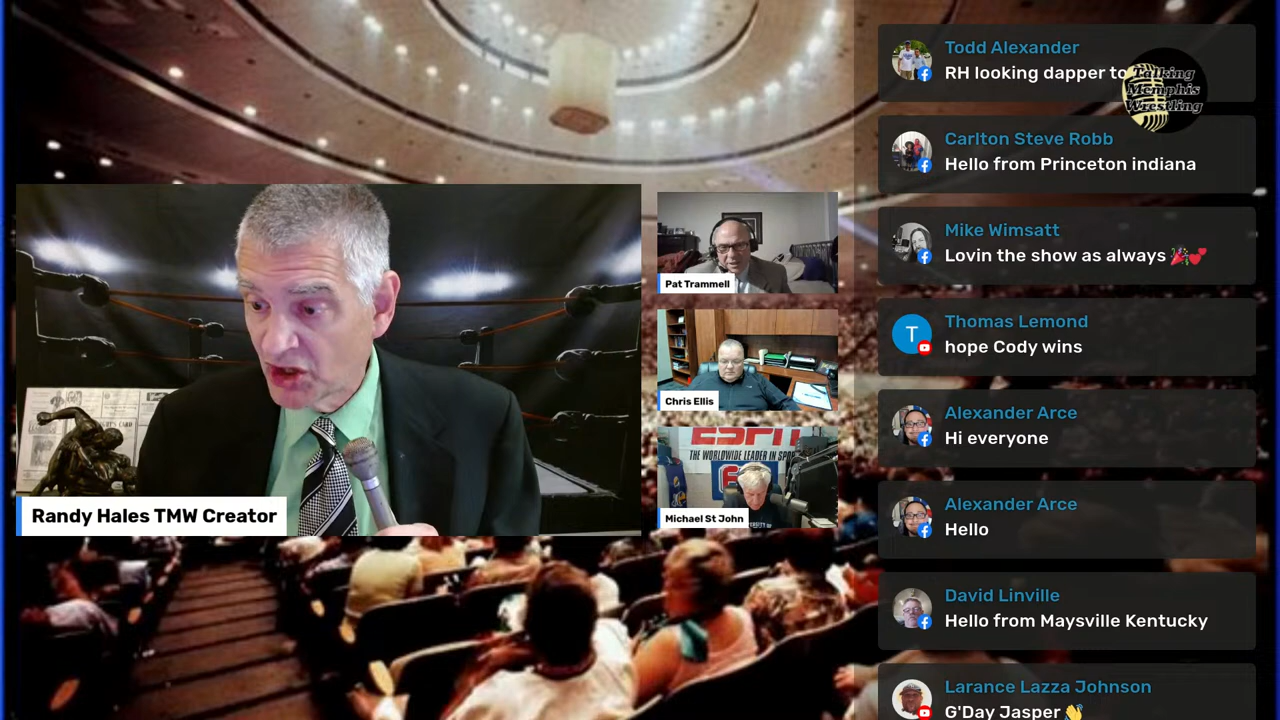 Randy Hales TMW Creator
Pat Trammell
Chris Ellis
ESPN
THE WORLDWIDE LEADER IN
Michael St John
Todd Alexander
RH looking dapper
Talking
Memphis
Wrestling
Carlton Steve Robb
Hello from Princeton indiana
Mike Wimsatt
Lovin the show as always 🎉💕
Thomas Lemond
T
hope Cody wins
Alexander Arce
Hi everyone
Alexander Arce
Hello
David Linville
Hello from Maysville Kentucky
Larance Lazza Johnson
G'Day Jasper 👋